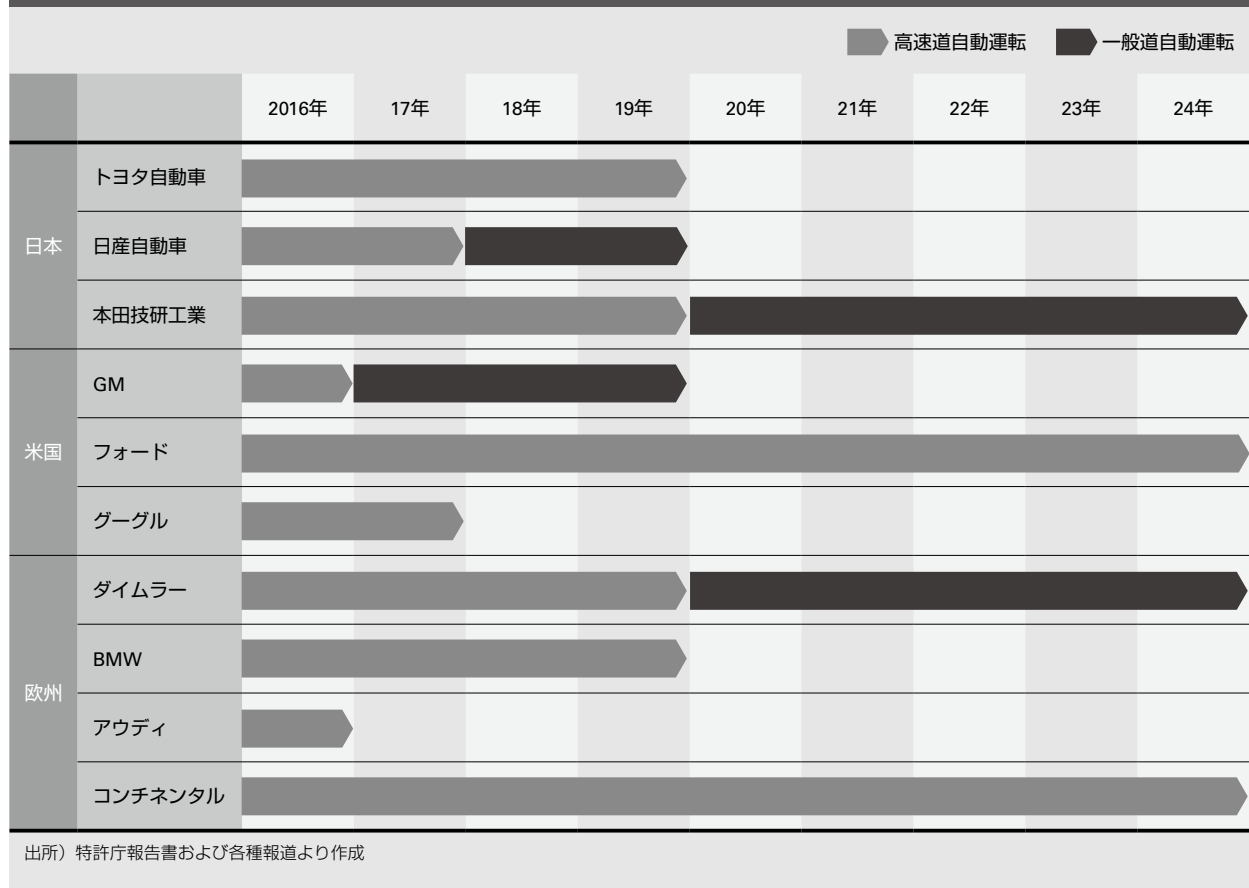 高速道自動運転 一般道自動運転
2016年 17年 18年 19年 20年 21年 22年 23年 24年
日本
トヨタ自動車
日産自動車
本田技研工業
米国
GM
フォード
グーグル
欧州
ダイムラー
BMW
アウディ
コンチネンタル
出所）特許庁報告書および各種報道より作成